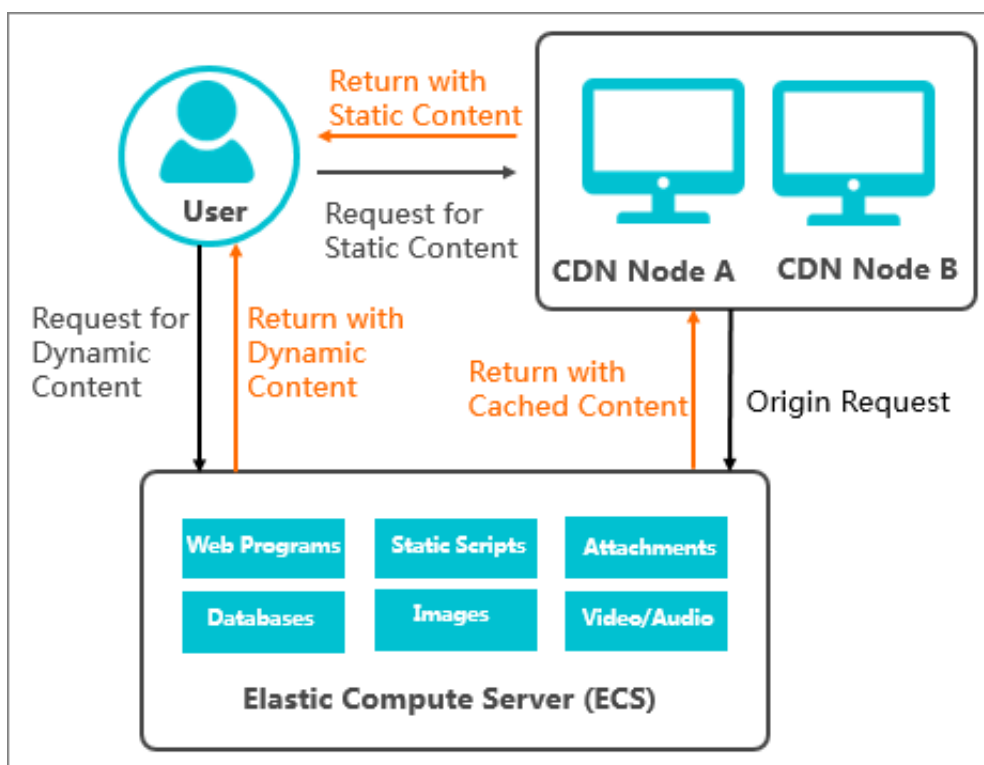 Return with
Static Content
User
Request for
Static Content
CDN Node A
CDN Node B
Request for
Dynamic
Content
Return with
Dynamic
Content
Return with
Cached Content
Origin Request
Web Programs
Static Scripts
Attachments
Databases
Images
Video/Audio
Elastic Compute Server (ECS)